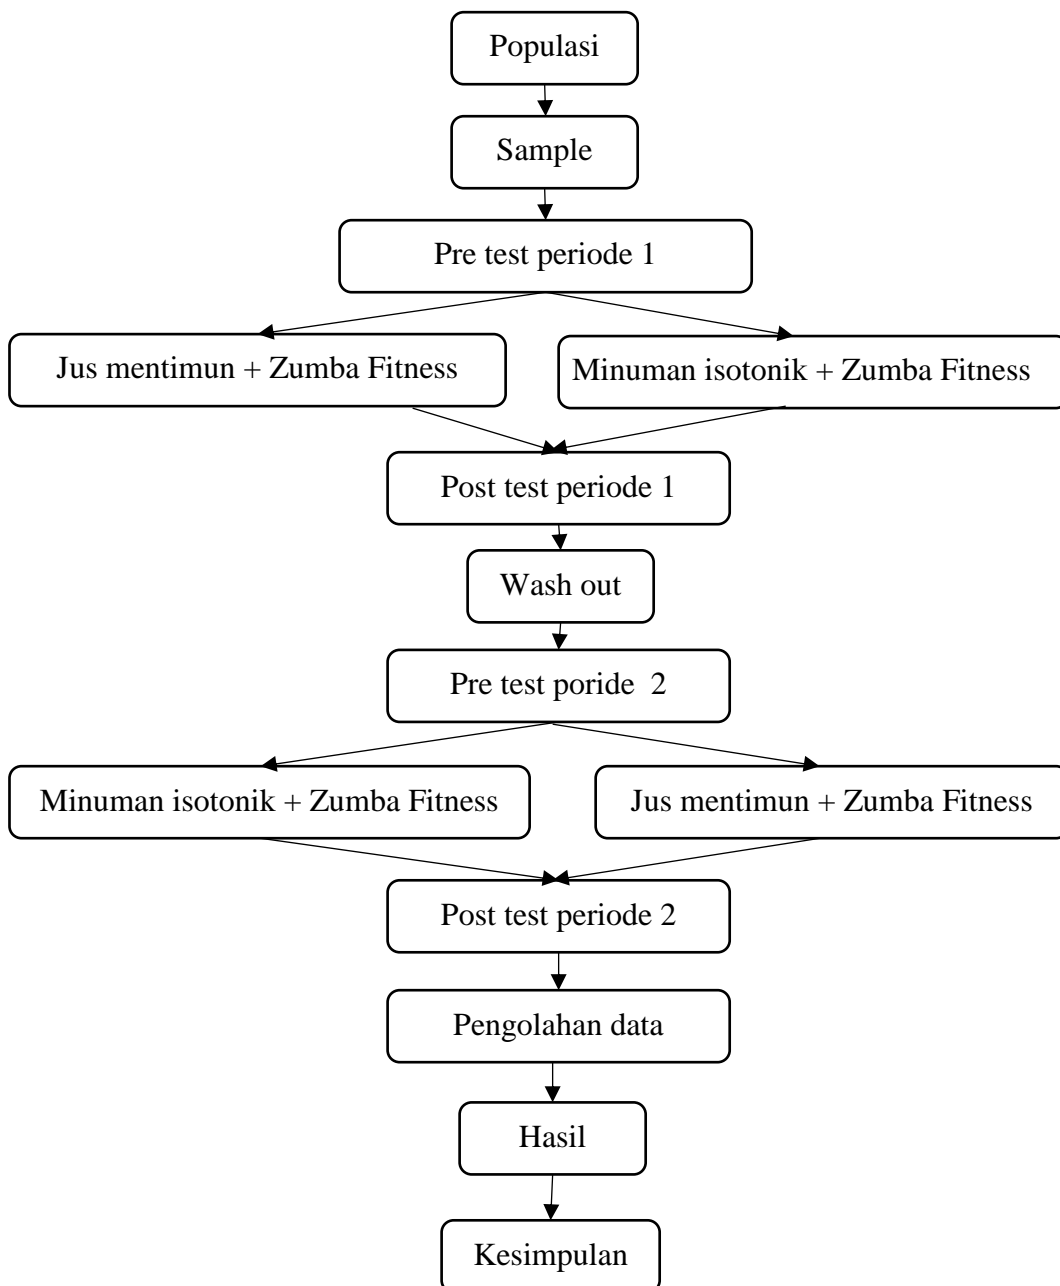 Populasi
Sample
Pre test periode 1
Jus mentimun + Zumba Fitness
Minuman isotonik + Zumba Fitness
Post test periode 1
Wash out
Pre test poride  2
Minuman isotonik + Zumba Fitness
Jus mentimun + Zumba Fitness
Post test periode 2
Pengolahan data
Hasil
Kesimpulan